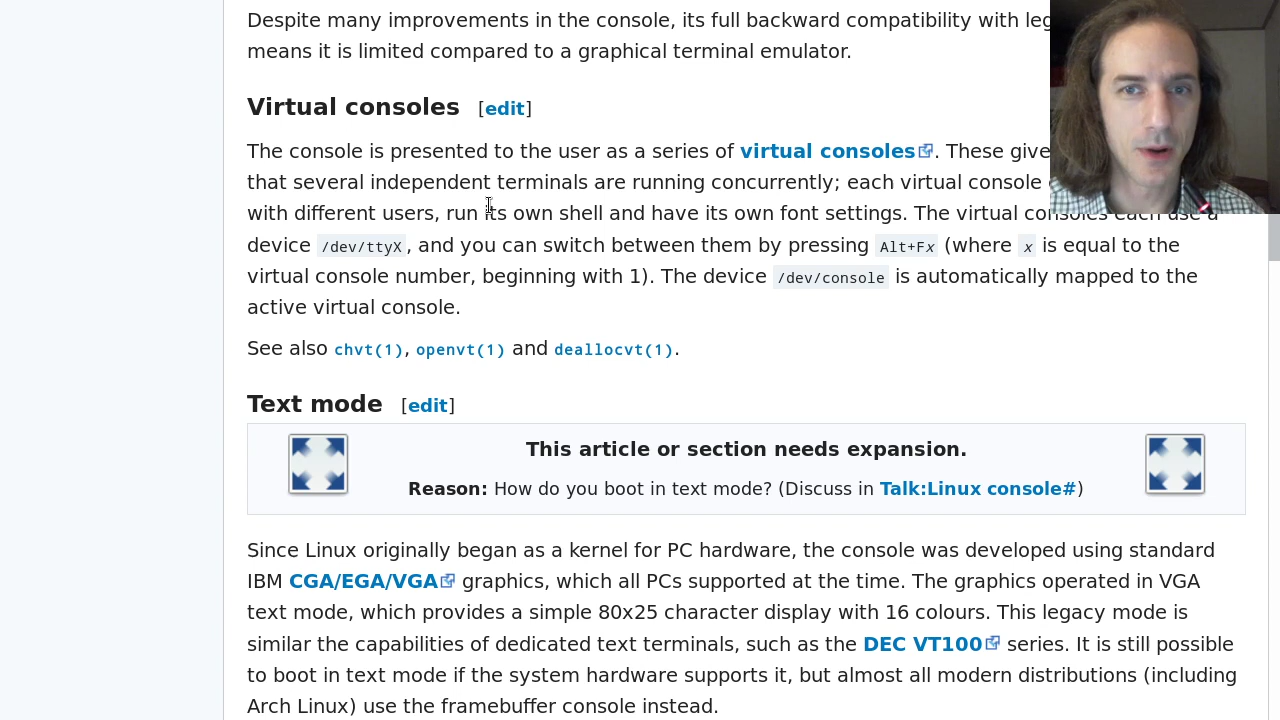 Despite many improvements in the console, its full backward compatibility with
means it is limited compared to a graphical terminal emulator.
Virtual consoles [edit]
The console is presented to the user as a series of virtual consoles. These give
that several independent terminals are running concurrently; each virtual console
with different users, run its own shell and have its own font settings. The virtual consoles each use a
device /dev/ttyX, and you can switch between them by pressing Alt+Fx (where x is equal to the
virtual console number, beginning with 1). The device /dev/console is automatically mapped to the
active virtual console.
See also chvt(1), openvt(1) and deallocvt(1).
Text mode [edit]
This article or section needs expansion.
Reason: How do you boot in text mode? (Discuss in Talk:Linux console#)
Since Linux originally began as a kernel for PC hardware, the console was developed using standard
IBM CGA/EGA/VGA graphics, which all PCs supported at the time. The graphics operated in VGA
text mode, which provides a simple 80x25 character display with 16 colours. This legacy mode is
similar the capabilities of dedicated text terminals, such as the DEC VT100 series. It is still possible
to boot in text mode if the system hardware supports it, but almost all modern distributions (including
Arch Linux) use the framebuffer console instead.